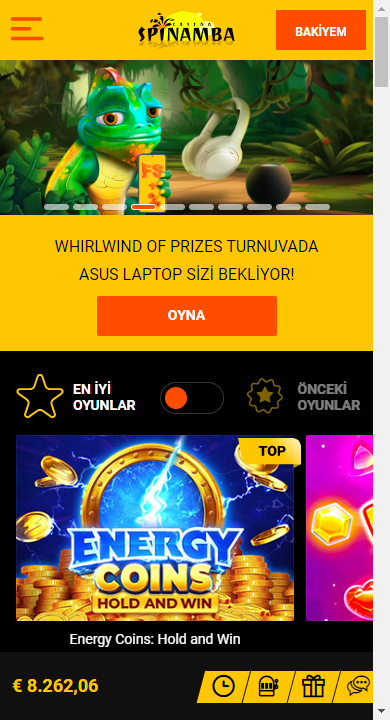 CASINO
SPINAMBA
BAKİYEM
FS
WHIRLWIND OF PRIZES TURNUVADA
ASUS LAPTOP SİZİ BEKLİYOR!
OYNA
EN İYİ
OYUNLAR
ÖNCEKİ
OYUNLAR
TOP
ENERGY
COINS
HOLD AND WIN
Energy Coins: Hold and Win
€ 8.262,06